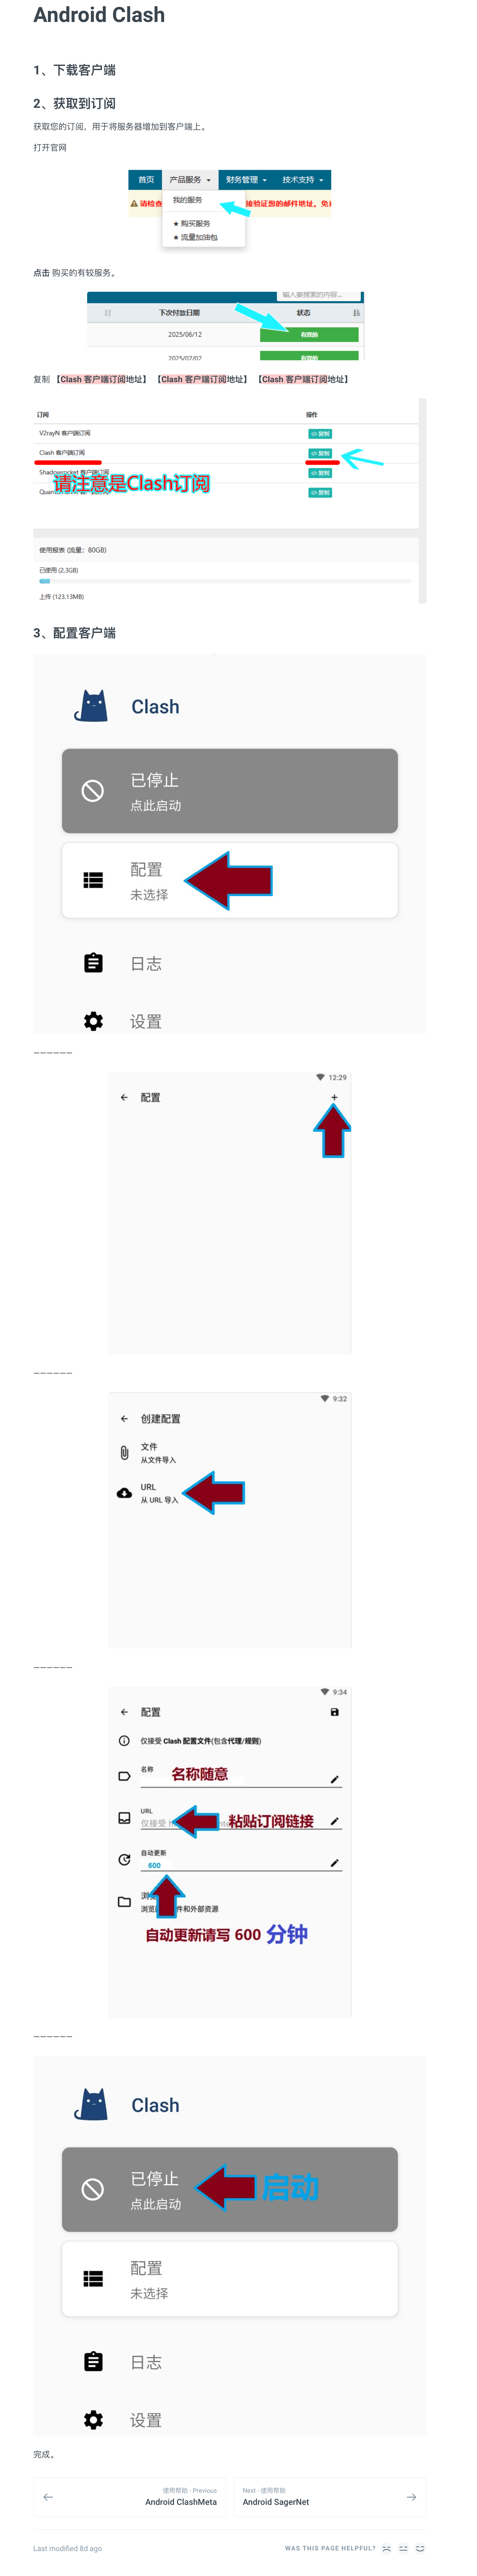 Android Clash
1、下载客户端
2、获取到订阅
获取您的订阅，用于将服务器增加到客户端上。
打开官网
首页 产品服务 财务管理 技术支持
我的服务
请检查
接验证您的邮件地址。免
★ 购买服务
★ 流量加油包
点击 购买的有较服务。
输入要搜索的内容...
下次付款日期 状态
2025/06/12 有效的
2025/07/02 有效的
复制 【Clash 客户端订阅地址】 【Clash 客户端订阅地址】 【Clash 客户端订阅地址】
订阅 操作
V2rayN 客户端订阅 </> 复制
Clash 客户端订阅 </> 复制
Shadowrocket 客户端订阅 </> 复制
请注意是Clash订阅
</> 复制
使用报表 (流量：80GB)
已使用 (2.3GB)
上传 (123.13MB)
3、配置客户端
Clash
已停止
点此启动
配置
未选择
日志
设置
——————
12:29
配置 +
——————
9:32
创建配置
文件
从文件导入
URL
从 URL 导入
——————
9:34
配置
仅接受 Clash 配置文件(包含代理/规则)
名称
名称随意
URL
仅接受
粘贴订阅链接
自动更新
600
浏览
件和外部资源
自动更新请写 600 分钟
——————
Clash
已停止
点此启动
启动
配置
未选择
日志
设置
完成。
使用帮助 - Previous
Android ClashMeta
Next - 使用帮助
Android SagerNet
Last modified 8d ago
WAS THIS PAGE HELPFUL?